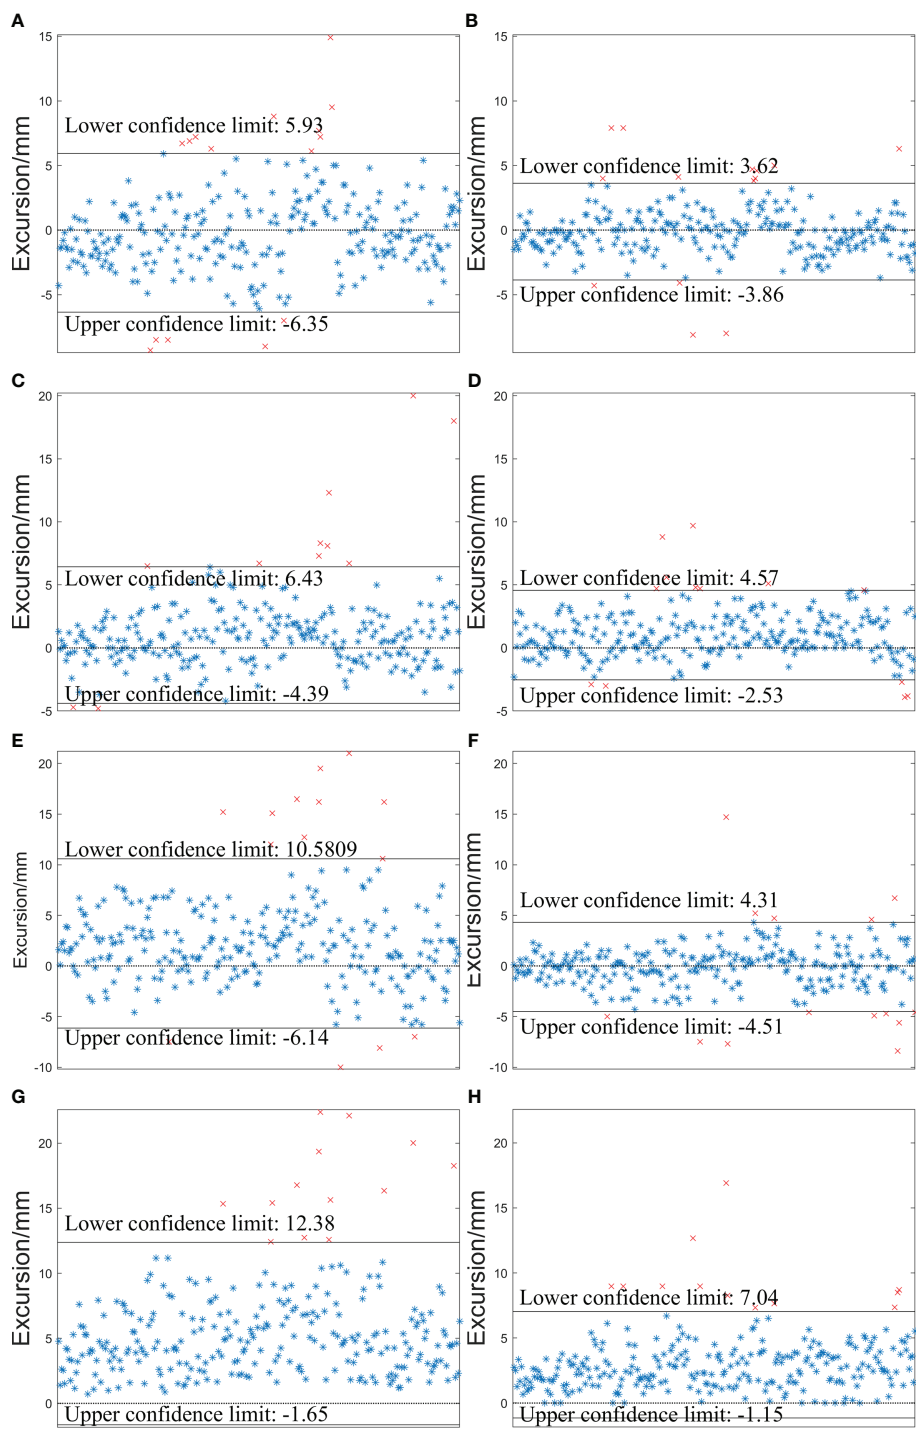 A
Excursion/mm
15
10
5
0
-5
Lower confidence limit: 5.93
Upper confidence limit: -6.35
B
Excursion/mm
15
10
5
0
-5
Lower confidence limit: 3.62
Upper confidence limit: -3.86
C
Excursion/mm
20
15
10
5
0
-5
Lower confidence limit: 6.43
Upper confidence limit: -4.39
D
Excursion/mm
20
15
10
5
0
-5
Lower confidence limit: 4.57
Upper confidence limit: -2.53
E
Excursion/mm
20
15
10
5
0
-5
-10
Lower confidence limit: 10.5809
Upper confidence limit: -6.14
F
Excursion/mm
20
15
10
5
0
-5
-10
Lower confidence limit: 4.31
Upper confidence limit: -4.51
G
Excursion/mm
20
15
10
5
0
Lower confidence limit: 12.38
Upper confidence limit: -1.65
H
Excursion/mm
20
15
10
5
0
Lower confidence limit: 7.04
Upper confidence limit: -1.15